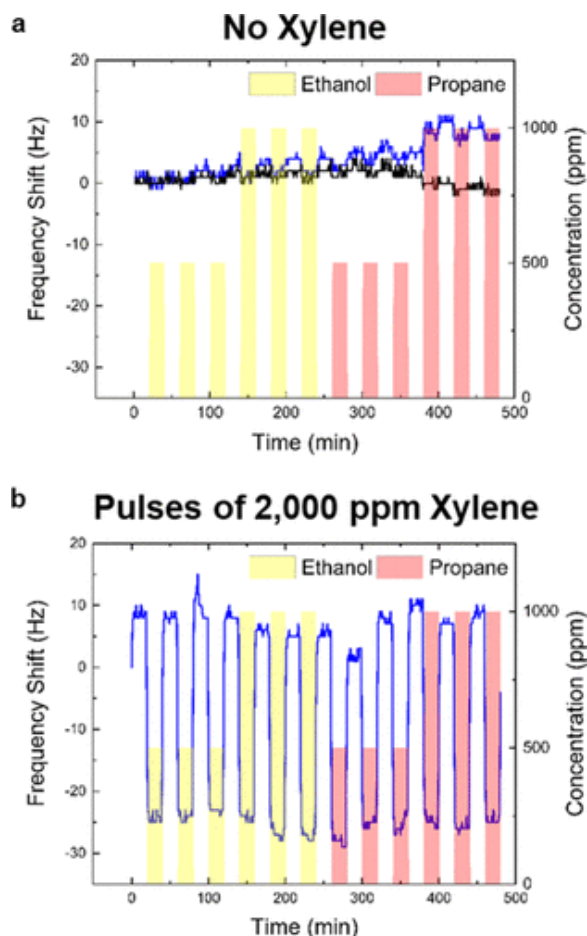 a
No Xylene
Ethanol Propane
Frequency Shift (Hz)
20
10
0
-10
-20
-30
1000
500
0
Concentration (ppm)
0 100 200 300 400 500
Time (min)
b
Pulses of 2,000 ppm Xylene
Ethanol Propane
Frequency Shift (Hz)
20
10
0
-10
-20
-30
1000
500
0
Concentration (ppm)
0 100 200 300 400 500
Time (min)